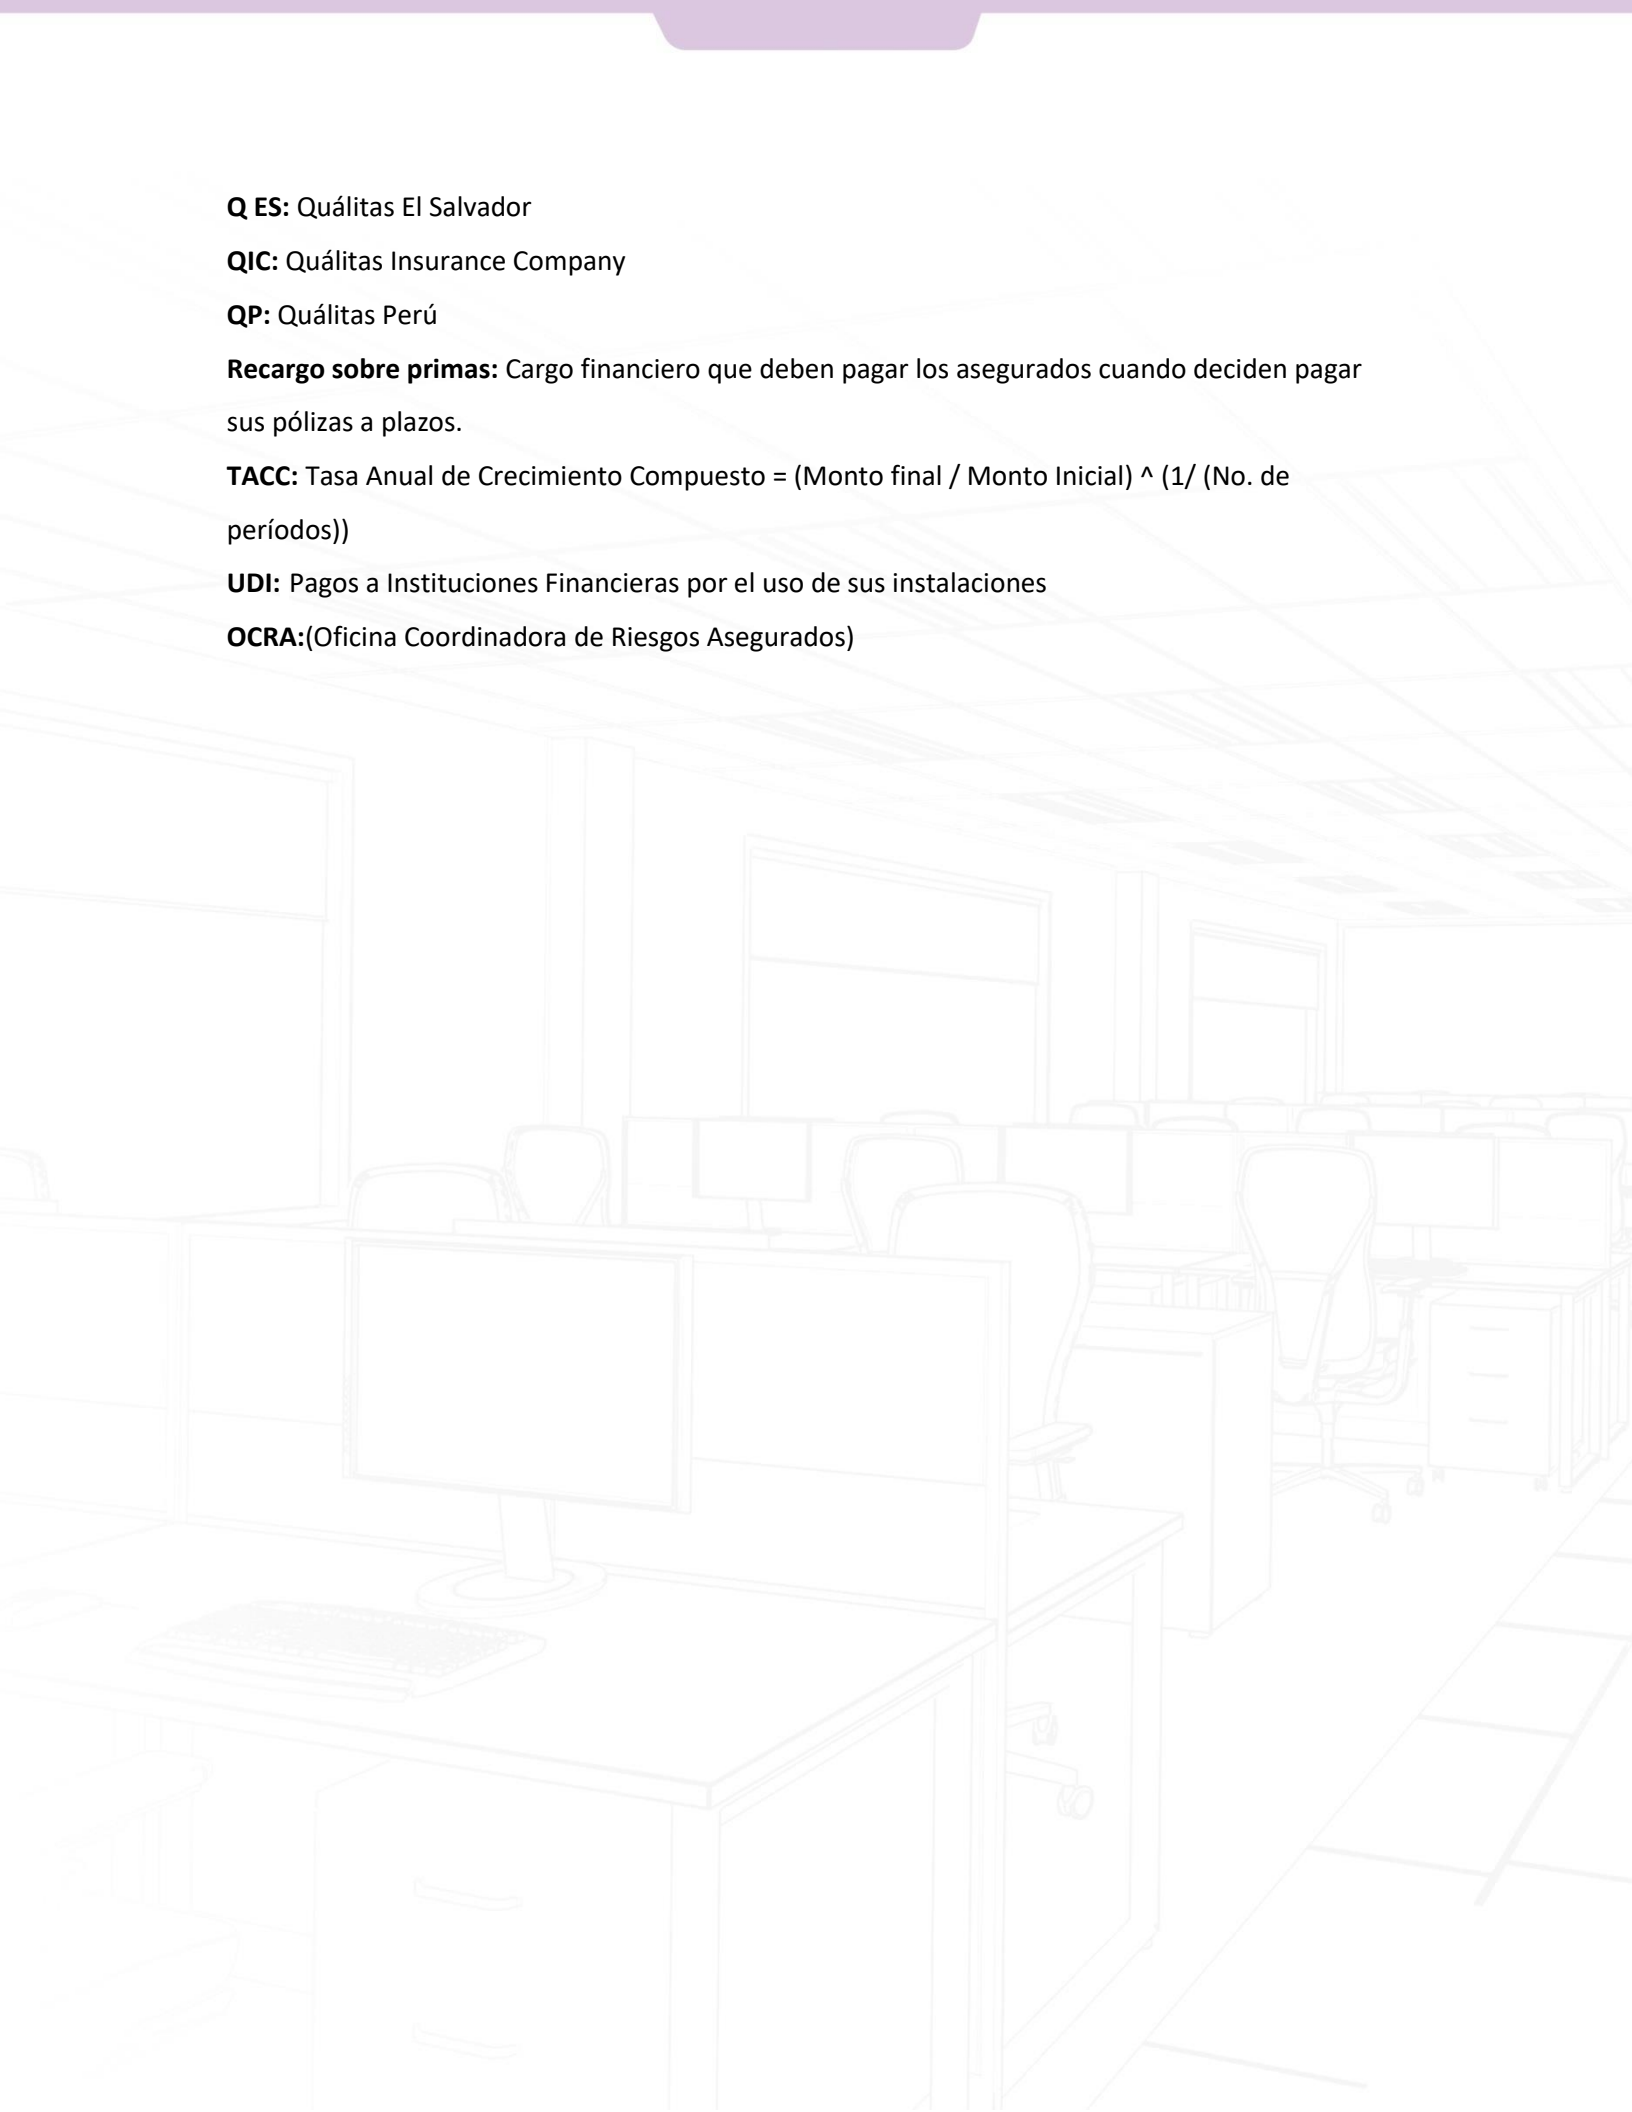 Q ES: Quálitas El Salvador
QIC: Quálitas Insurance Company
QP: Quálitas Perú
Recargo sobre primas: Cargo financiero que deben pagar los asegurados cuando deciden pagar
sus pólizas a plazos.
TACC: Tasa Anual de Crecimiento Compuesto = (Monto final / Monto Inicial) ^ (1/ (No. de
períodos))
UDI: Pagos a Instituciones Financieras por el uso de sus instalaciones
OCRA:(Oficina Coordinadora de Riesgos Asegurados)